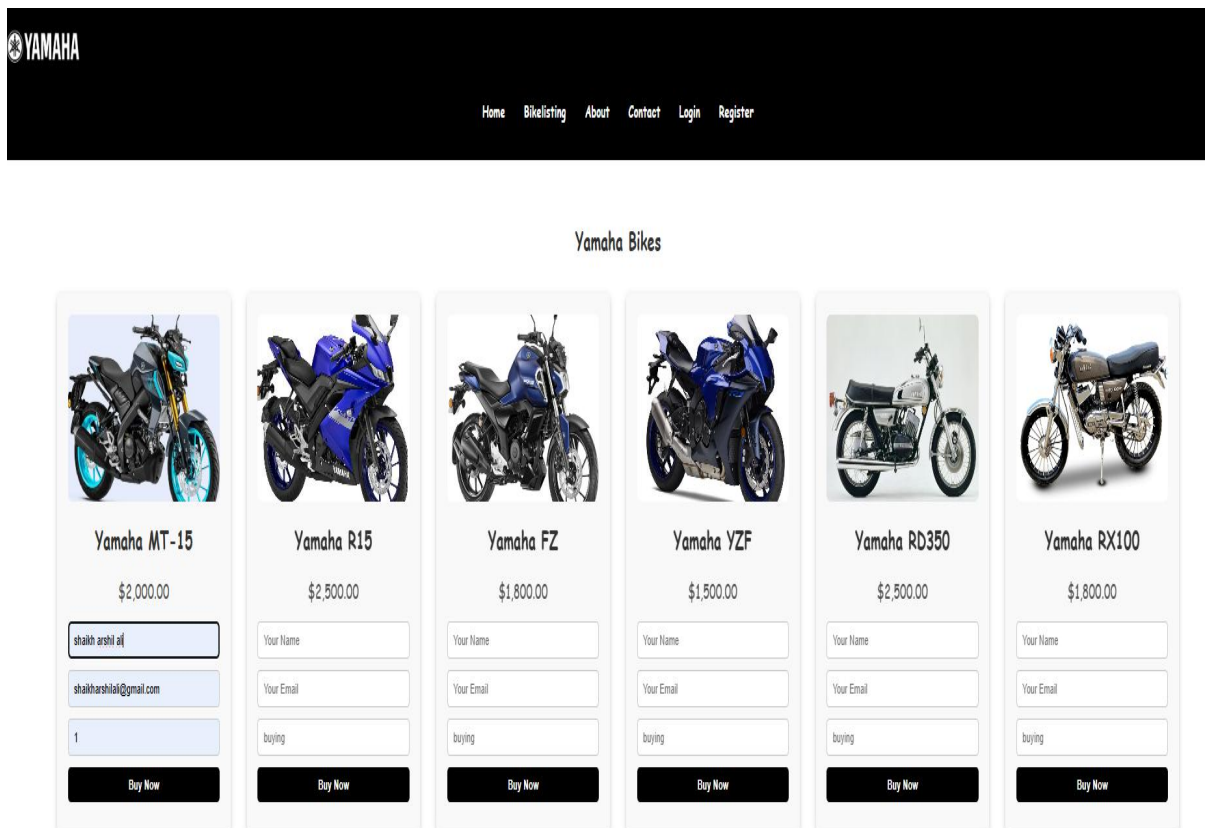 YAMAHA
Home Bikelisting About Contact Login Register
Yamaha Bikes
Yamaha MT-15
$2,000.00
shaikh arshil ali
shaikharshilali@gmail.com
1
Buy Now
Yamaha R15
$2,500.00
Your Name
Your Email
buying
Buy Now
Yamaha FZ
$1,800.00
Your Name
Your Email
buying
Buy Now
Yamaha YZF
$1,500.00
Your Name
Your Email
buying
Buy Now
Yamaha RD350
$2,500.00
Your Name
Your Email
buying
Buy Now
Yamaha RX100
$1,800.00
Your Name
Your Email
buying
Buy Now